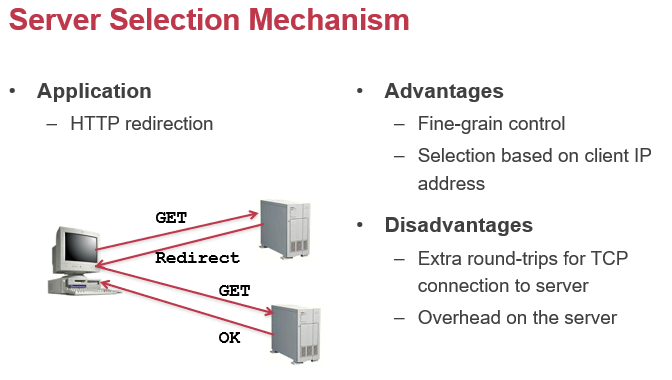 Server Selection Mechanism
• Application
– HTTP redirection
GET
Redirect
GET
OK
• Advantages
– Fine-grain control
– Selection based on client IP
address
• Disadvantages
– Extra round-trips for TCP
connection to server
– Overhead on the server